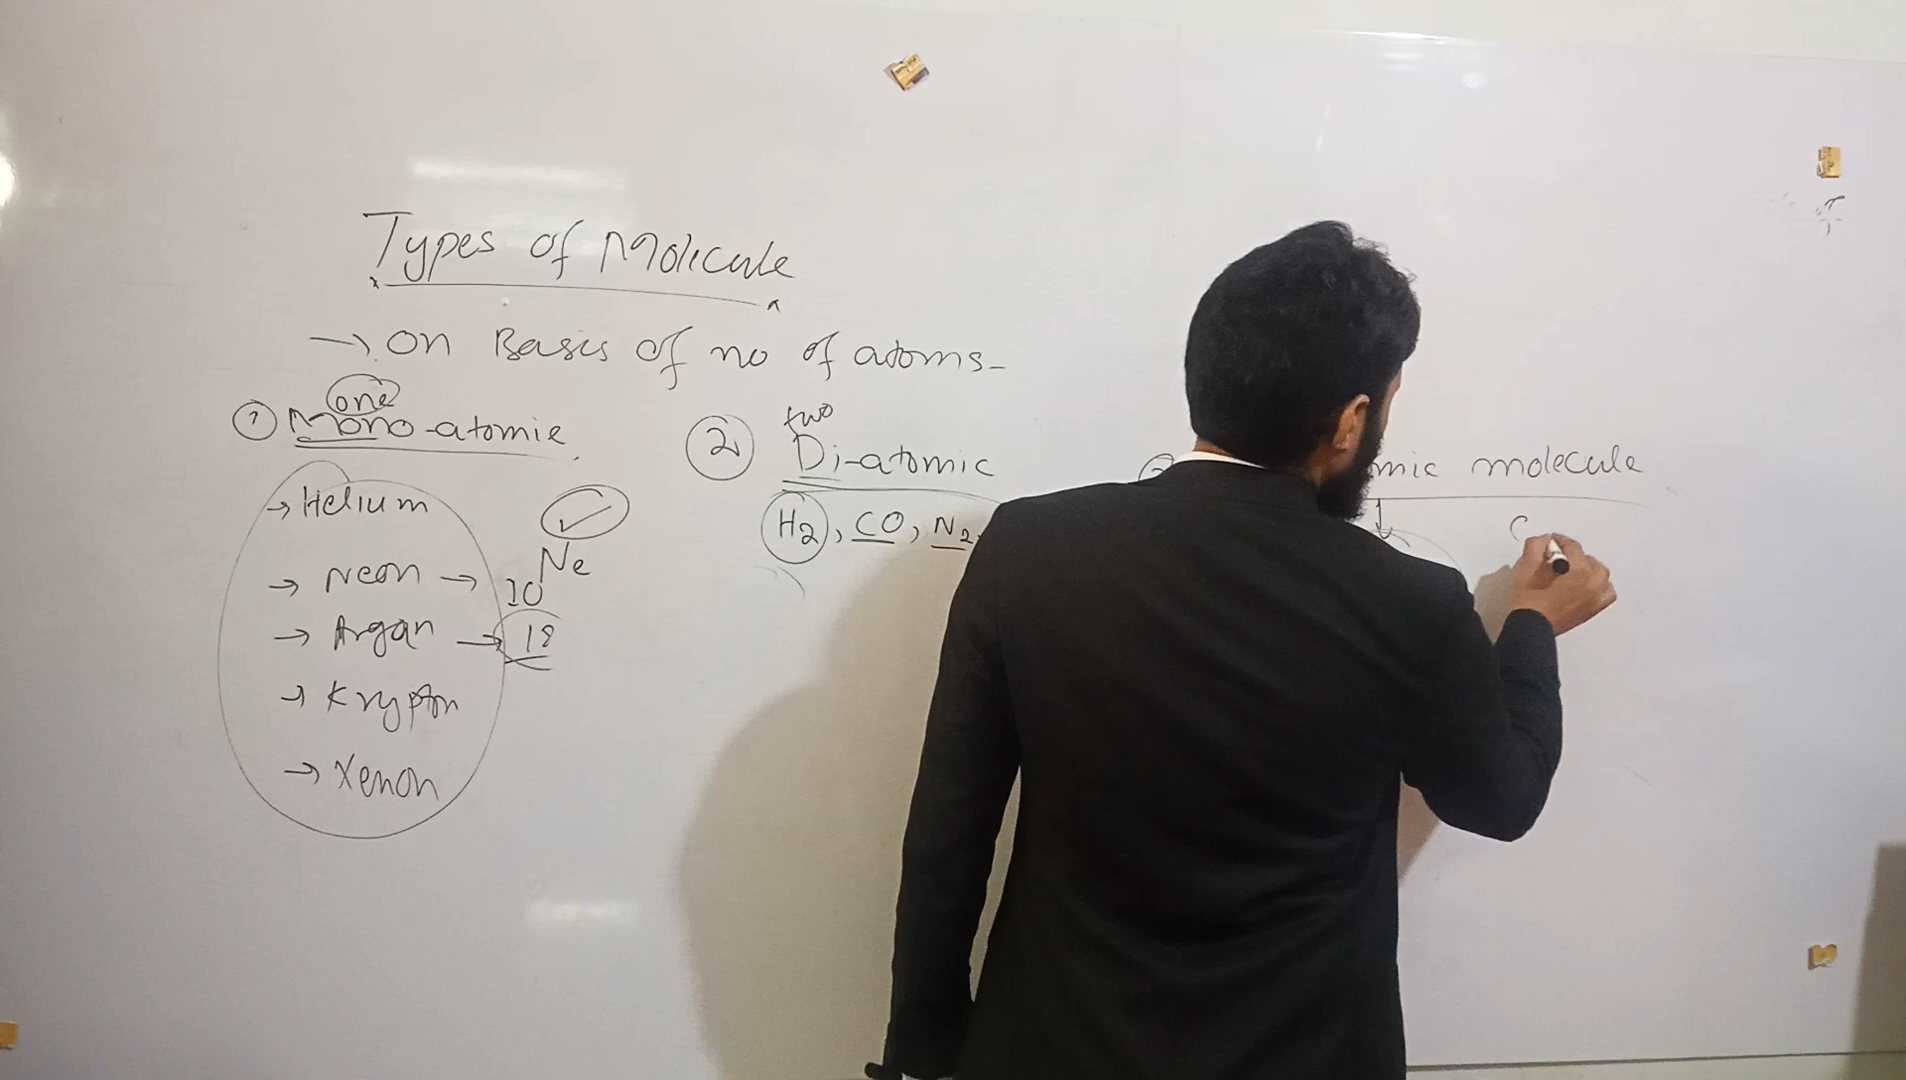 Types of Molicule
→ On Basis of no of atoms-
one
① Mono-atomic
→ Helium
Ne
→ Neon → 10
→ Argan → 18
→ Krypton
→ Xenon
two
② Di-atomic
H2, CO, N2
mic molecule